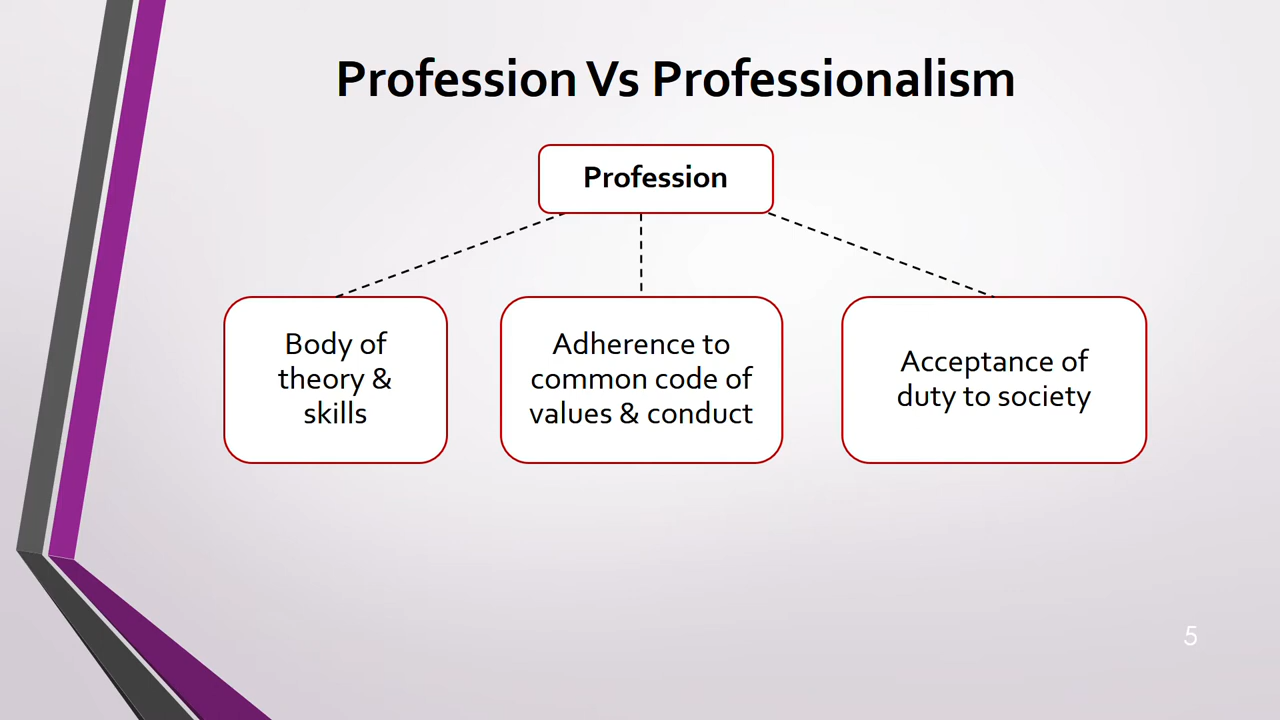 Profession Vs Professionalism
Profession
Body of
theory &
skills
Adherence to
common code of
values & conduct
Acceptance of
duty to society
5